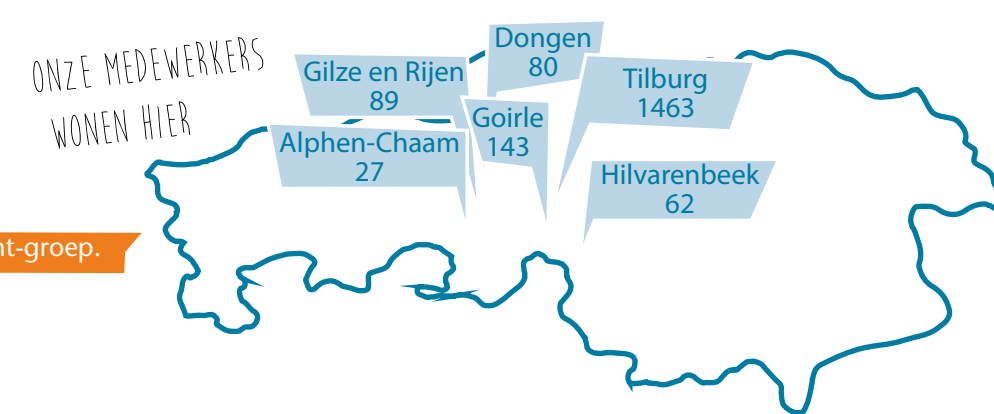 ONZE MEDEWERKERS
WONEN HIER
Dongen
80
Gilze en Rijen
89
Tilburg
1463
Goirle
143
Alphen-Chaam
27
Hilvarenbeek
62
nt-groep.